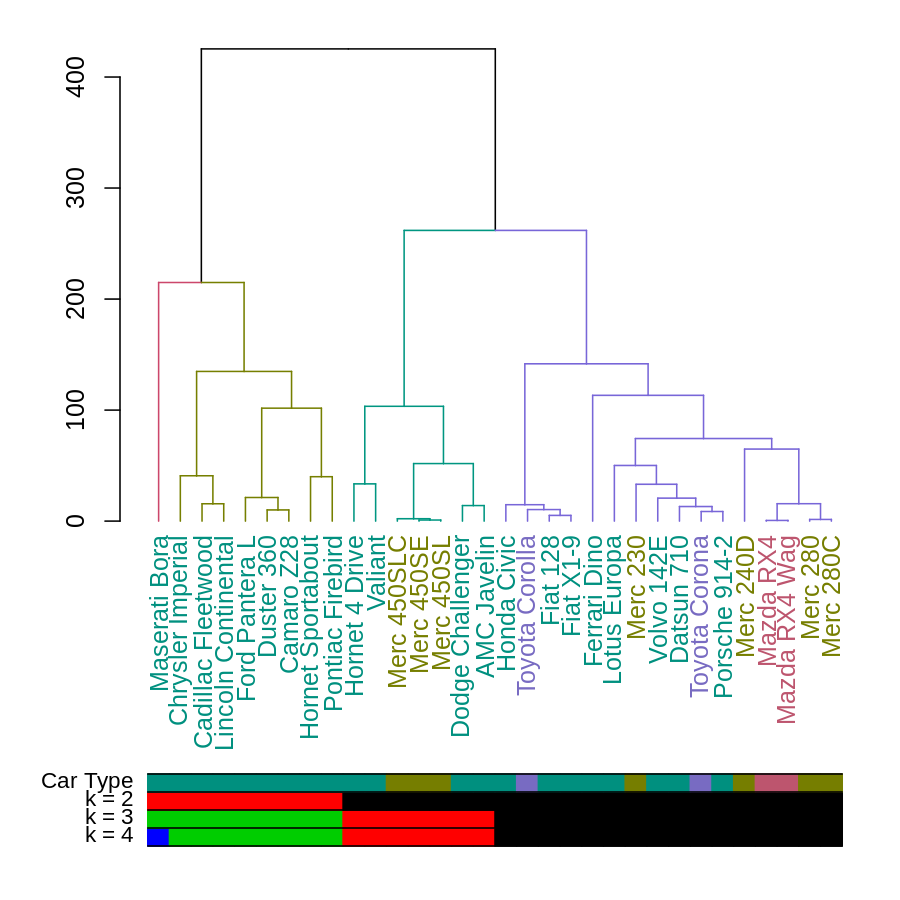 400
300
200
100
0
Maserati Bora
Chrysler Imperial
Cadillac Fleetwood
Lincoln Continental
Ford Pantera L
Duster 360
Camaro Z28
Hornet Sportabout
Pontiac Firebird
Hornet 4 Drive
Valiant
Merc 450SLC
Merc 450SE
Merc 450SL
Dodge Challenger
AMC Javelin
Honda Civic
Toyota Corolla
Fiat 128
Fiat X1-9
Ferrari Dino
Lotus Europa
Merc 230
Volvo 142E
Datsun 710
Toyota Corona
Porsche 914-2
Merc 240D
Mazda RX4
Mazda RX4 Wag
Merc 280
Merc 280C
Car Type
k = 2
k = 3
k = 4